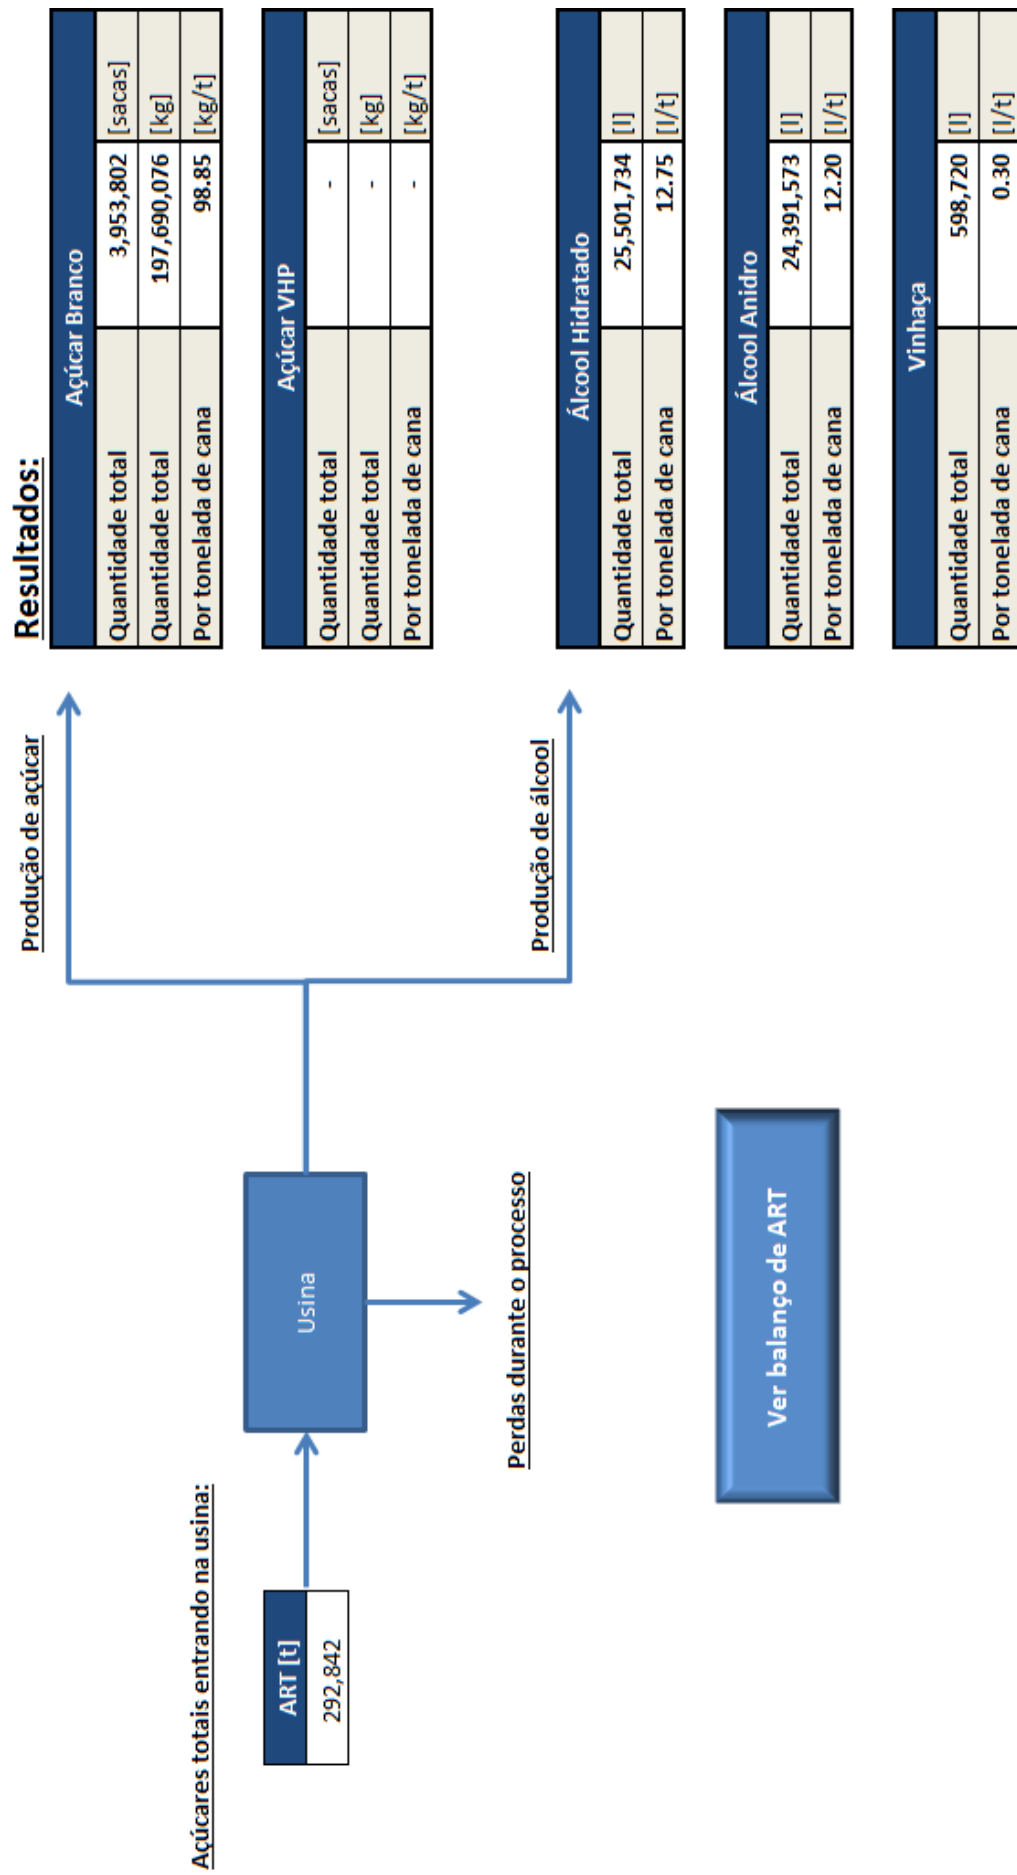 Resultados:
Açúcares totais entrando na usina:
ART [t]
292,842
Usina
Perdas durante o processo
Ver balanço de ART
Produção de açúcar
Produção de álcool
Açúcar Branco
Quantidade total 3,953,802 [sacas]
Quantidade total 197,690,076 [kg]
Por tonelada de cana 98.85 [kg/t]
Açúcar VHP
Quantidade total - [sacas]
Quantidade total - [kg]
Por tonelada de cana - [kg/t]
Álcool Hidratado
Quantidade total 25,501,734 [l]
Por tonelada de cana 12.75 [l/t]
Álcool Anidro
Quantidade total 24,391,573 [l]
Por tonelada de cana 12.20 [l/t]
Vinhaça
Quantidade total 598,720 [l]
Por tonelada de cana 0.30 [l/t]